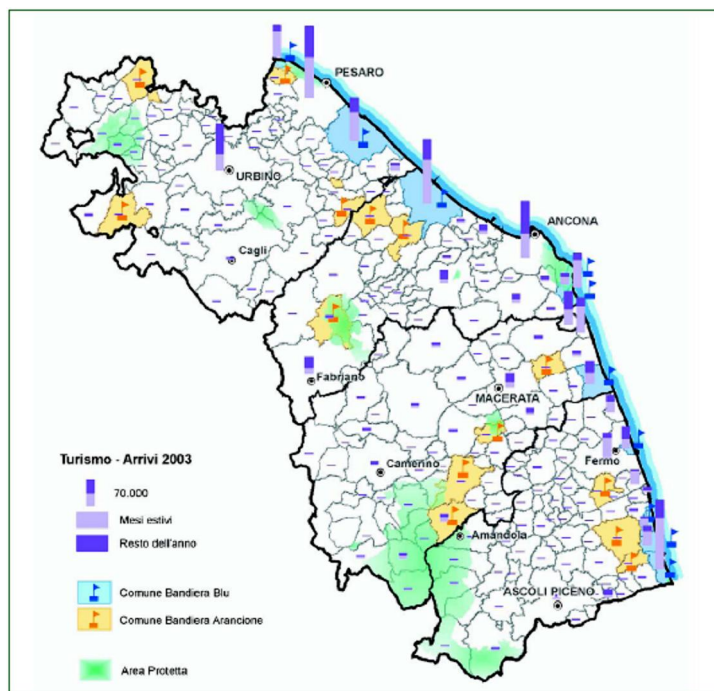 PESARO
URBINO
ANCONA
Cagli
Fabriano
MACERATA
Camerino
Fermo
Amandola
ASCOLI PICENO
Turismo - Arrivi 2003
70.000
Mesi estivi
Resto dell'anno
Comune Bandiera Blu
Comune Bandiera Arancione
Area Protetta